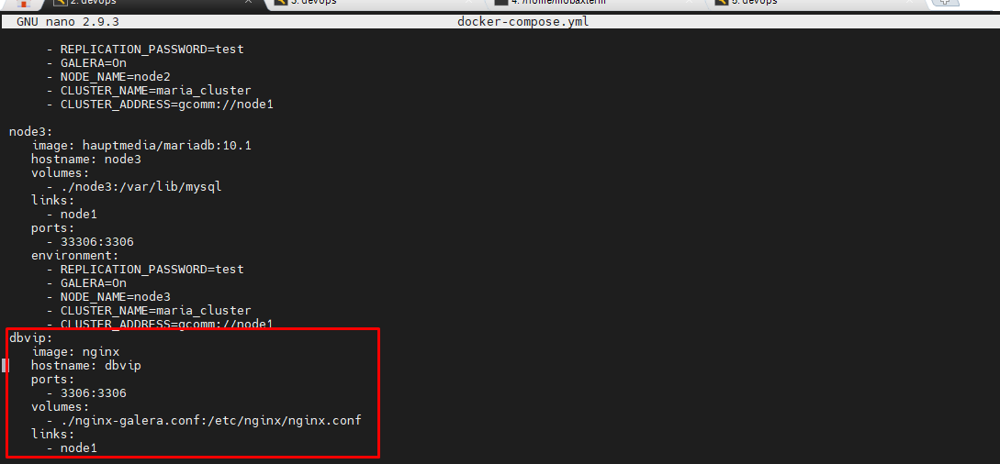 2. devops
3. devops
4. /home/mobaxterm
5. devops
GNU nano 2.9.3 docker-compose.yml
- REPLICATION_PASSWORD=test
- GALERA=On
- NODE_NAME=node2
- CLUSTER_NAME=maria_cluster
- CLUSTER_ADDRESS=gcomm://node1
node3:
image: hauptmedia/mariadb:10.1
hostname: node3
volumes:
- ./node3:/var/lib/mysql
links:
- node1
ports:
- 33306:3306
environment:
- REPLICATION_PASSWORD=test
- GALERA=On
- NODE_NAME=node3
- CLUSTER_NAME=maria_cluster
- CLUSTER_ADDRESS=gcomm://node1
dbvip:
image: nginx
hostname: dbvip
ports:
- 3306:3306
volumes:
- ./nginx-galera.conf:/etc/nginx/nginx.conf
links:
- node1